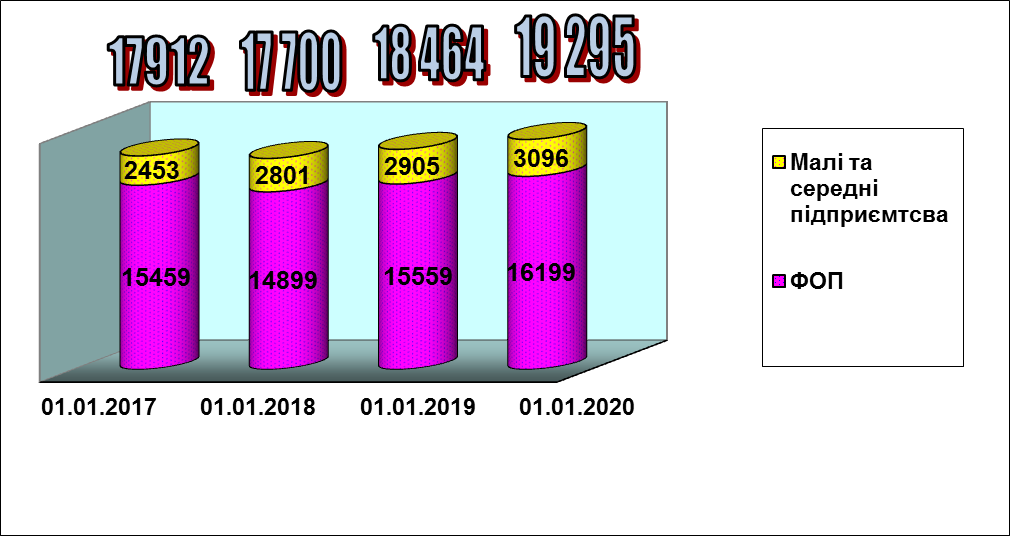 17912 17 700 18 464 19 295
2453 2801 2905 3096
15459 14899 15559 16199
01.01.2017 01.01.2018 01.01.2019 01.01.2020
Малі та
середні
підприємтсва
ФОП